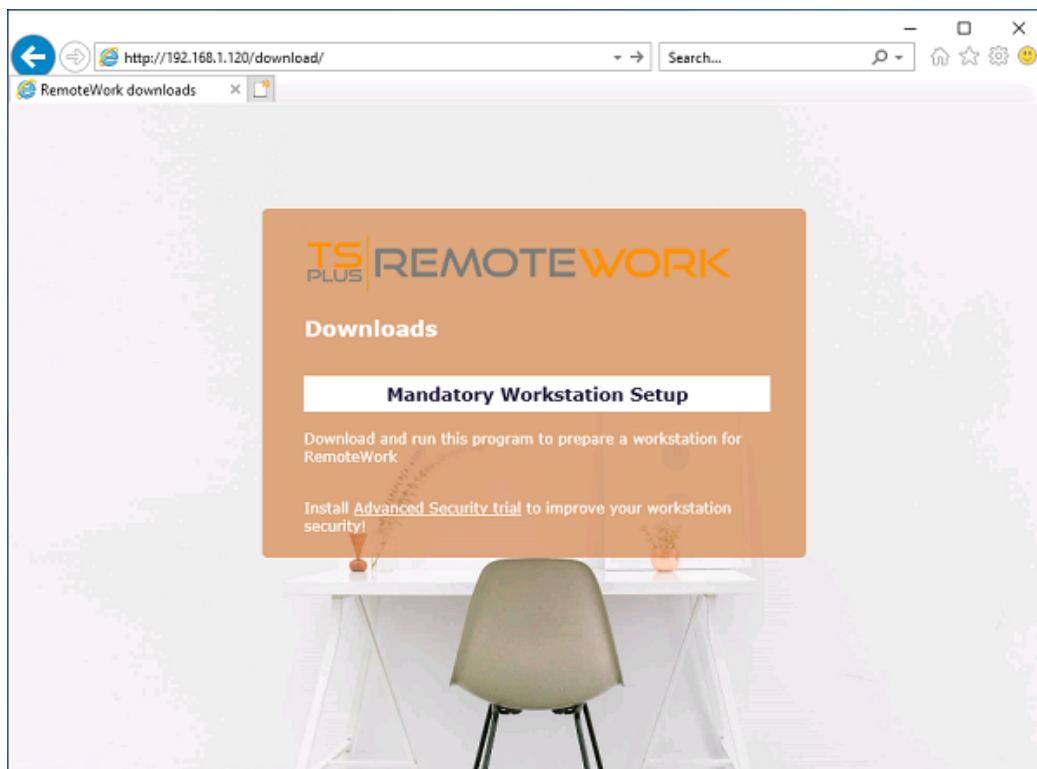 http://192.168.1.120/download/
Search...
RemoteWork downloads
TS PLUS REMOTEWORK
Downloads
Mandatory Workstation Setup
Download and run this program to prepare a workstation for
RemoteWork
Install Advanced Security trial to improve your workstation
security!